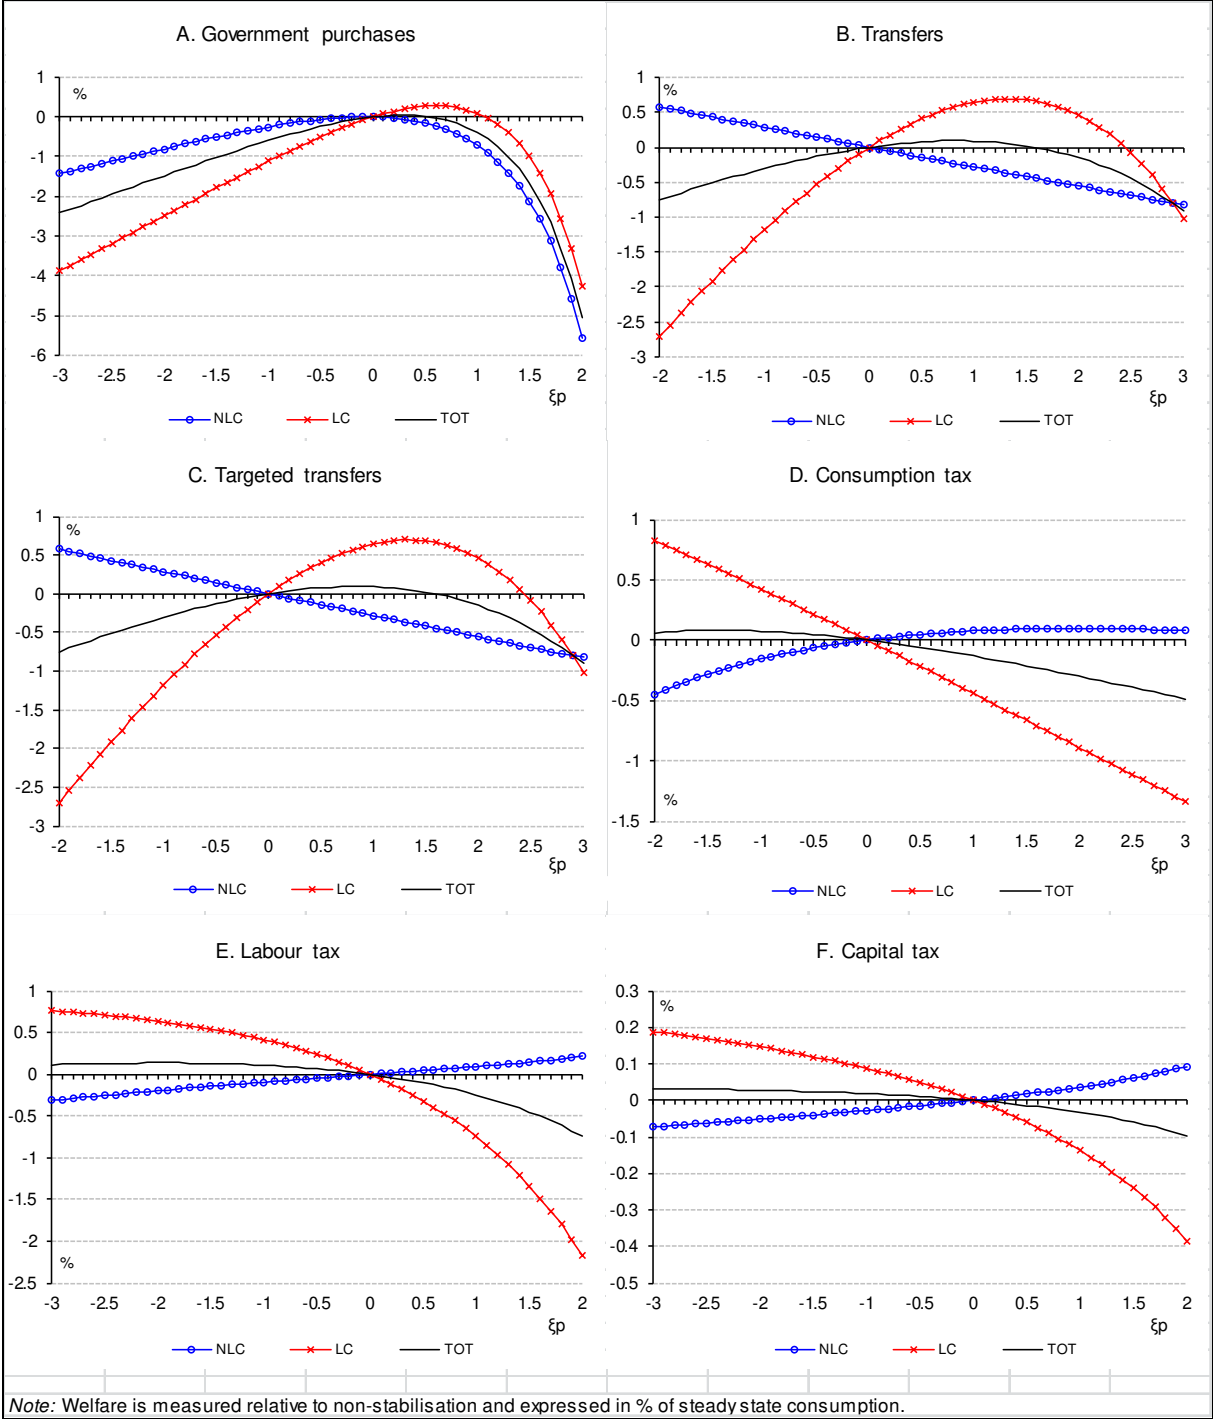 A. Government purchases
%
1
0
-1
-2
-3
-4
-5
-6
-3 -2.5 -2 -1.5 -1 -0.5 0 0.5 1 1.5 2
ξp
NLC LC TOT
B. Transfers
%
1
0.5
0
-0.5
-1
-1.5
-2
-2.5
-3
-2 -1.5 -1 -0.5 0 0.5 1 1.5 2 2.5 3
ξp
NLC LC TOT
C. Targeted transfers
%
1
0.5
0
-0.5
-1
-1.5
-2
-2.5
-3
-2 -1.5 -1 -0.5 0 0.5 1 1.5 2 2.5 3
ξp
NLC LC TOT
D. Consumption tax
1
0.5
0
-0.5
-1
%
-1.5
-2 -1.5 -1 -0.5 0 0.5 1 1.5 2 2.5 3
ξp
NLC LC TOT
E. Labour tax
1
0.5
0
-0.5
-1
-1.5
-2
%
-2.5
-3 -2.5 -2 -1.5 -1 -0.5 0 0.5 1 1.5 2
ξp
NLC LC TOT
F. Capital tax
0.3
%
0.2
0.1
0
-0.1
-0.2
-0.3
-0.4
-0.5
-3 -2.5 -2 -1.5 -1 -0.5 0 0.5 1 1.5 2
ξp
NLC LC TOT
Note: Welfare is measured relative to non-stabilisation and expressed in % of steady state consumption.